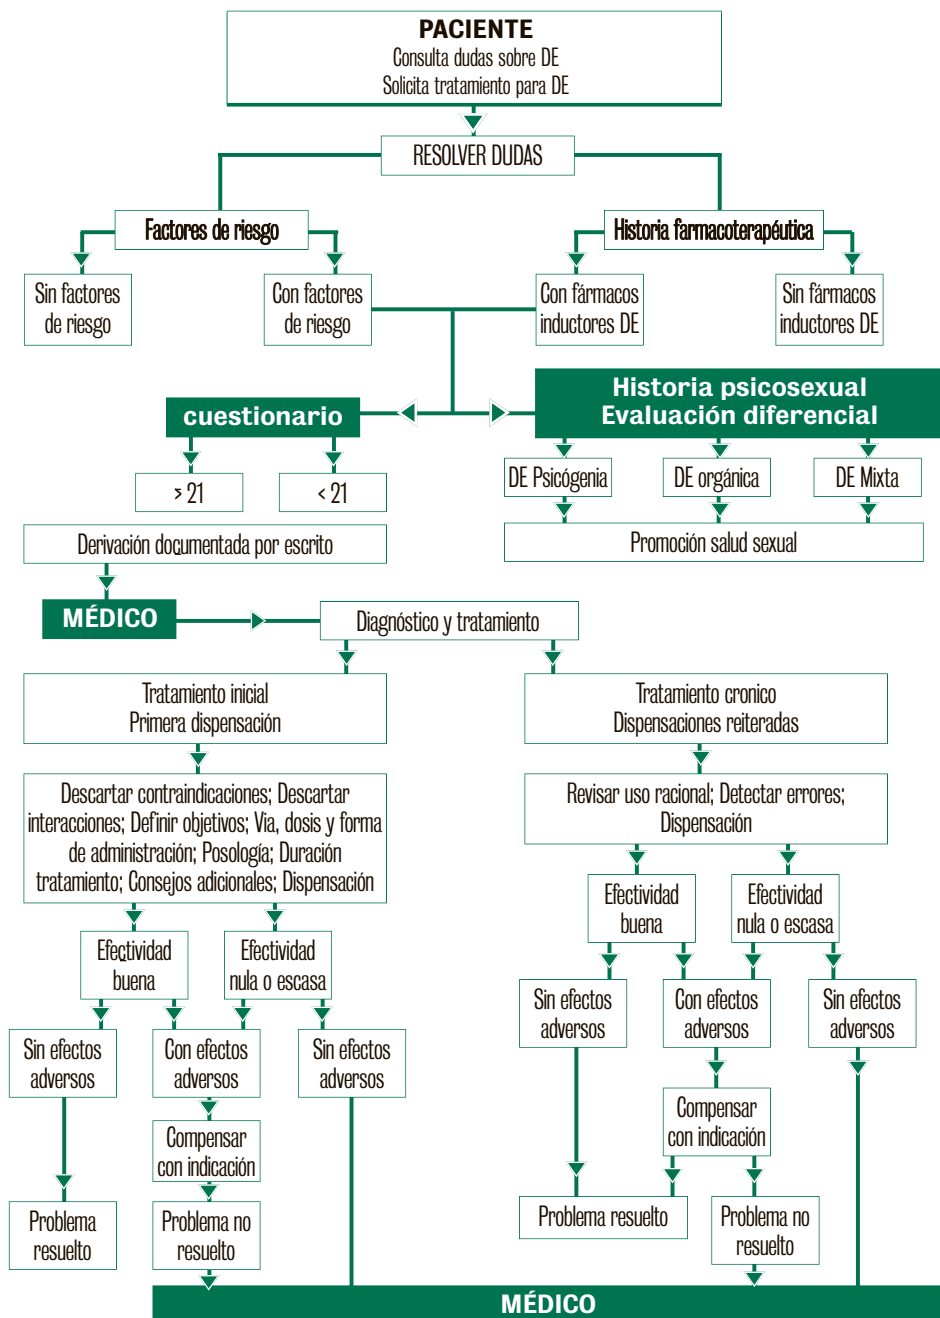 PACIENTE
Consulta dudas sobre DE
Solicita tratamiento para DE
RESOLVER DUDAS
Factores de riesgo
Historia farmacoterapéutica
Sin factores
de riesgo
Con factores
de riesgo
Con fármacos
inductores DE
Sin fármacos
inductores DE
cuestionario
Historia psicosexual
Evaluación diferencial
> 21
< 21
DE Psicógenia
DE orgánica
DE Mixta
Derivación documentada por escrito
Promoción salud sexual
MÉDICO
Diagnóstico y tratamiento
Tratamiento inicial
Primera dispensación
Tratamiento cronico
Dispensaciones reiteradas
Descartar contraindicaciones; Descartar
interacciones; Definir objetivos; Via, dosis y forma
de administración; Posología; Duración
tratamiento; Consejos adicionales; Dispensación
Revisar uso racional; Detectar errores;
Dispensación
Efectividad
buena
Efectividad
nula o escasa
Efectividad
buena
Efectividad
nula o escasa
Sin efectos
adversos
Con efectos
adversos
Sin efectos
adversos
Sin efectos
adversos
Con efectos
adversos
Sin efectos
adversos
Compensar
con indicación
Compensar
con indicación
Problema
resuelto
Problema no
resuelto
Problema resuelto
Problema no
resuelto
MÉDICO